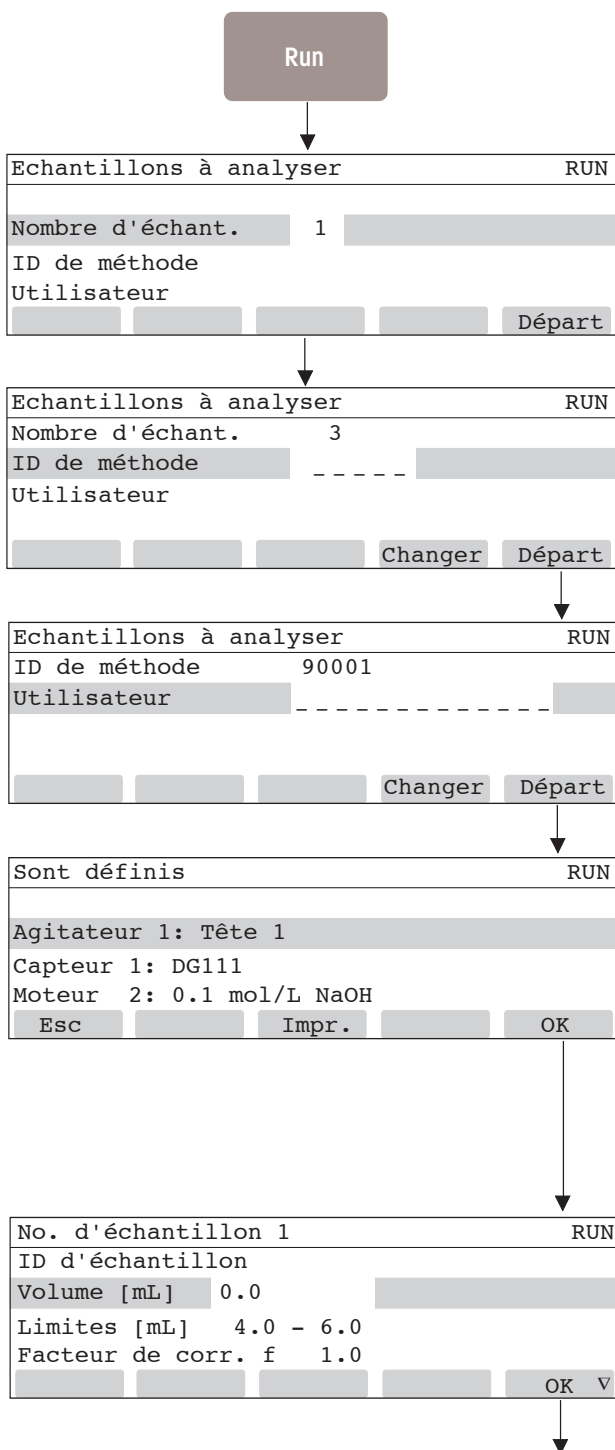 Run
Echantillons à analyser RUN
Nombre d'échant. 1
ID de méthode
Utilisateur
Départ
Echantillons à analyser RUN
Nombre d'échant. 3
ID de méthode _ _ _ _ _
Utilisateur
Changer Départ
Echantillons à analyser RUN
ID de méthode 90001
Utilisateur _ _ _ _ _ _ _ _ _ _ _ _ _
Changer Départ
Sont définis RUN
Agitateur 1: Tête 1
Capteur 1: DG111
Moteur 2: 0.1 mol/L NaOH
Esc Impr. OK
No. d'échantillon 1 RUN
ID d'échantillon
Volume [mL] 0.0
Limites [mL] 4.0 - 6.0
Facteur de corr. f 1.0
OK ∇